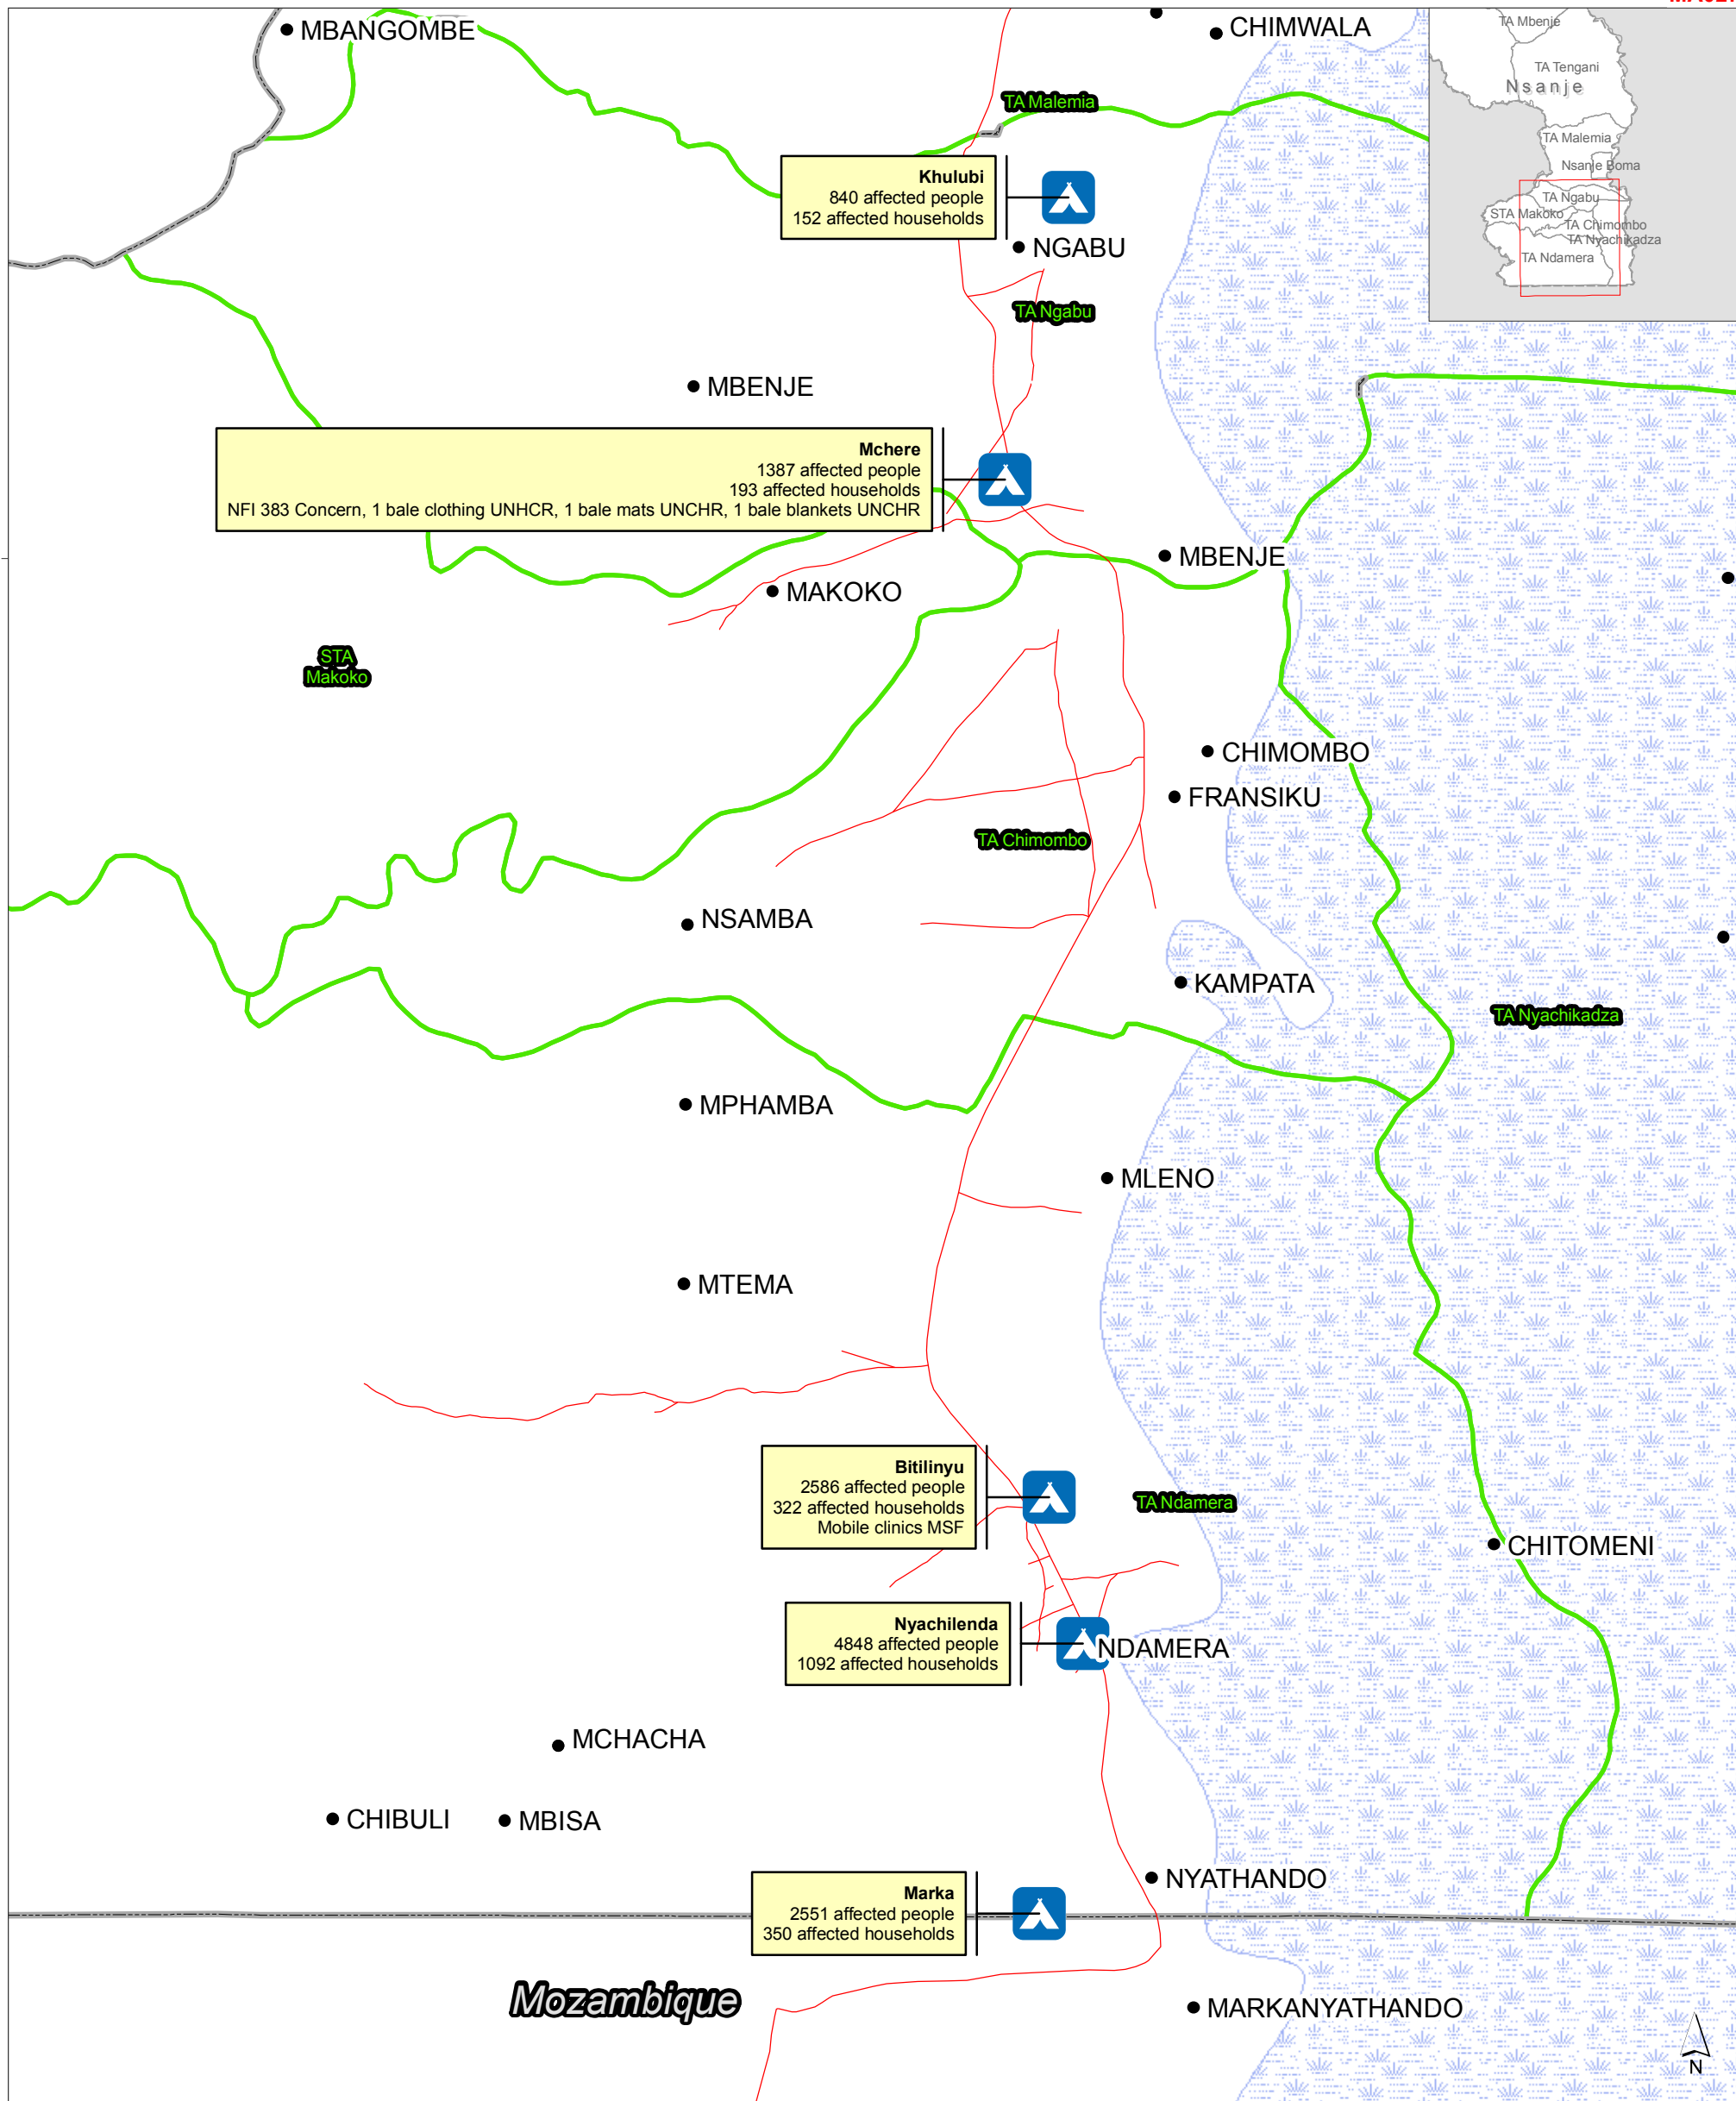 MBANGOMBE
CHIMWALA
TA Mbenje
TA Tengani
Nsanje
TA Malemia
Nsanje Boma
TA Ngabu
STA Makoko
TA Chimombo
TA Nyachikadza
TA Ndamera
TA Malemia
Khulubi
840 affected people
152 affected households
NGABU
TA Ngabu
MBENJE
Mchere
1387 affected people
193 affected households
NFI 383 Concern, 1 bale clothing UNHCR, 1 bale mats UNCHR, 1 bale blankets UNCHR
MBENJE
MAKOKO
STA
Makoko
CHIMOMBO
FRANSIKU
TA Chimombo
NSAMBA
KAMPATA
TA Nyachikadza
MPHAMBA
MLENO
MTEMA
Bitilinyu
2586 affected people
322 affected households
Mobile clinics MSF
TA Ndamera
CHITOMENI
Nyachilenda
4848 affected people
1092 affected households
NDAMERA
MCHACHA
CHIBULI
MBISA
NYATHANDO
Marka
2551 affected people
350 affected households
Mozambique
MARKANYATHANDO
N